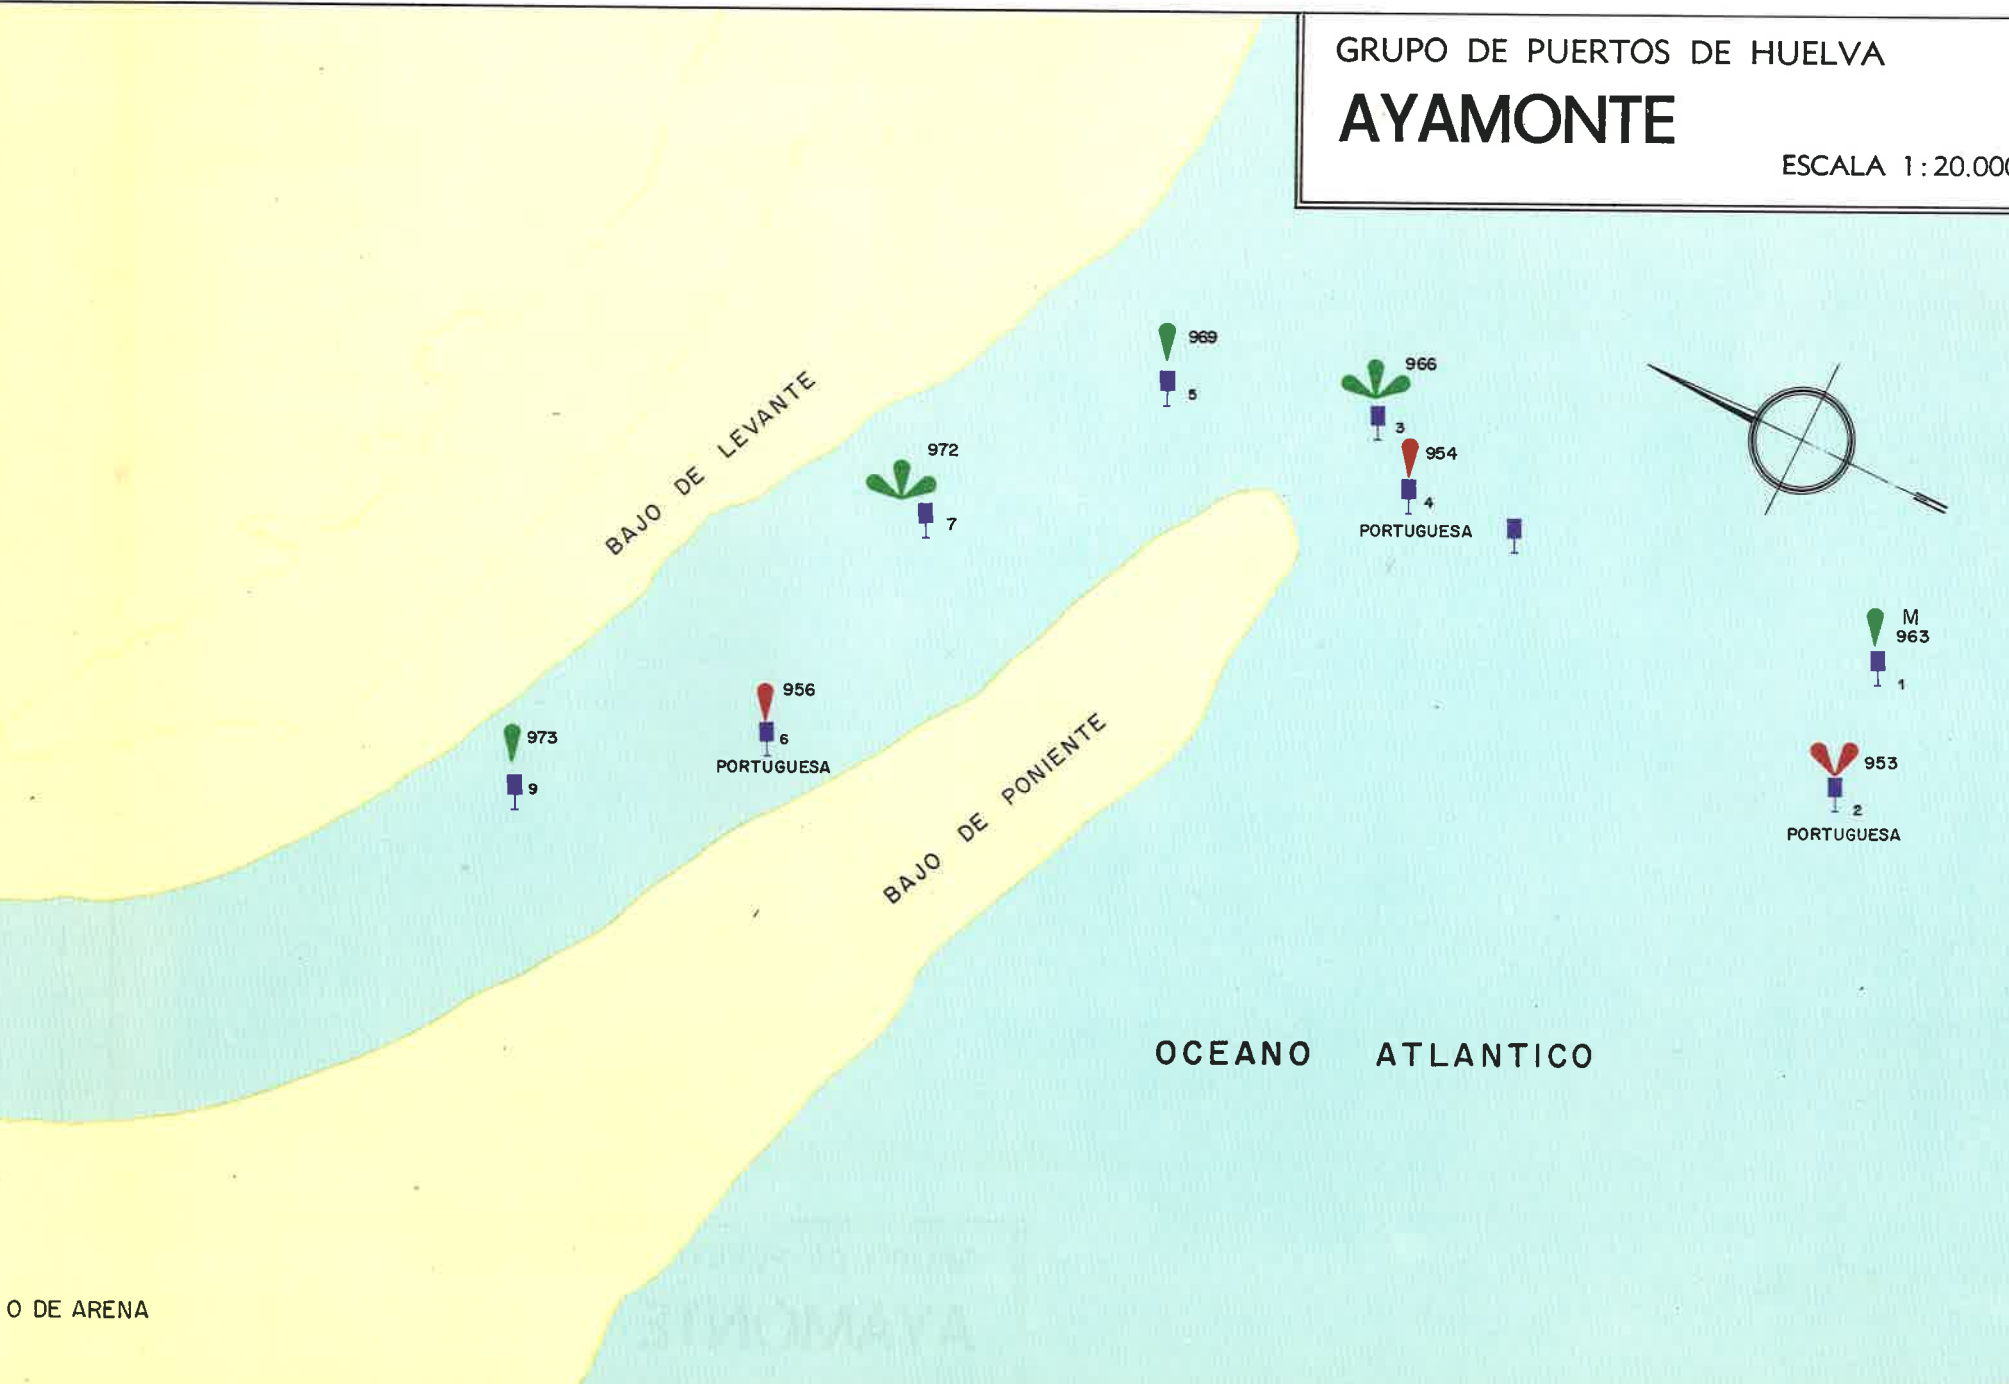 GRUPO DE PUERTOS DE HUELVA
AYAMONTE
ESCALA 1:20.000
969
5
966
3
954
4
PORTUGUESA
BAJO DE LEVANTE
972
7
M
963
1
956
6
PORTUGUESA
973
9
953
2
PORTUGUESA
BAJO DE PONIENTE
OCEANO ATLANTICO
O DE ARENA